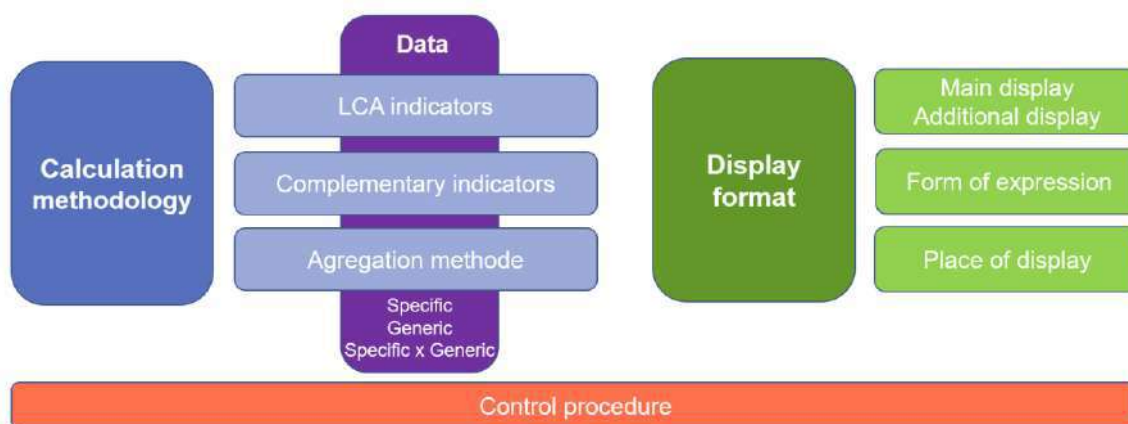 Data
LCA indicators
Complementary indicators
Agregation methode
Specific
Generic
Specific x Generic
Calculation
methodology
Display
format
Main display
Additional display
Form of expression
Place of display
Control procedure